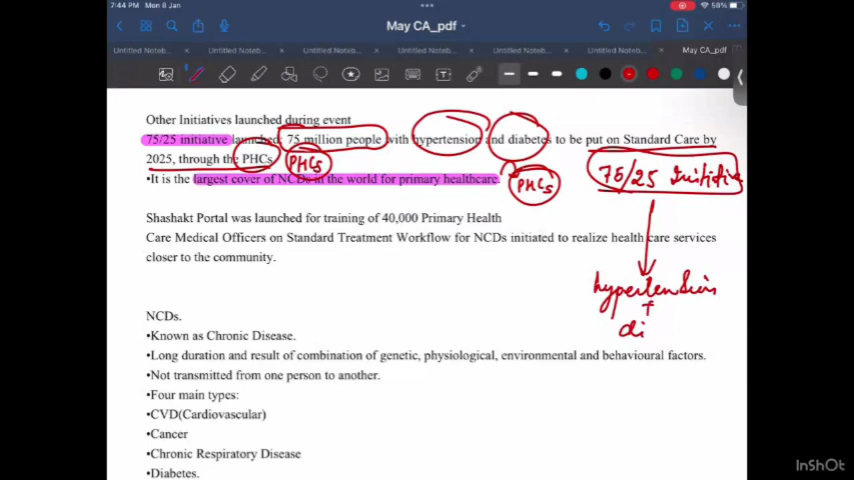 7:44 PM Mon 8 Jan
56%
May CA_pdf
Untitled Noteb...
Untitled Noteb...
Untitled Noteb...
Untitled Noteb...
Untitled Noteb...
Untitled Noteb...
May CA_pdf
Other Initiatives launched during event
75/25 initiative launched: 75 million people with hypertension and diabetes to be put on Standard Care by
2025, through the PHCs.
PHCs
•It is the largest cover of NCDs in the world for primary healthcare.
PHCs
75/25 Initiative
Shashakt Portal was launched for training of 40,000 Primary Health
Care Medical Officers on Standard Treatment Workflow for NCDs initiated to realize health care services
closer to the community.
hypertension
+
di
NCDs.
•Known as Chronic Disease.
•Long duration and result of combination of genetic, physiological, environmental and behavioural factors.
•Not transmitted from one person to another.
•Four main types:
•CVD(Cardiovascular)
•Cancer
•Chronic Respiratory Disease
•Diabetes.
InShOt